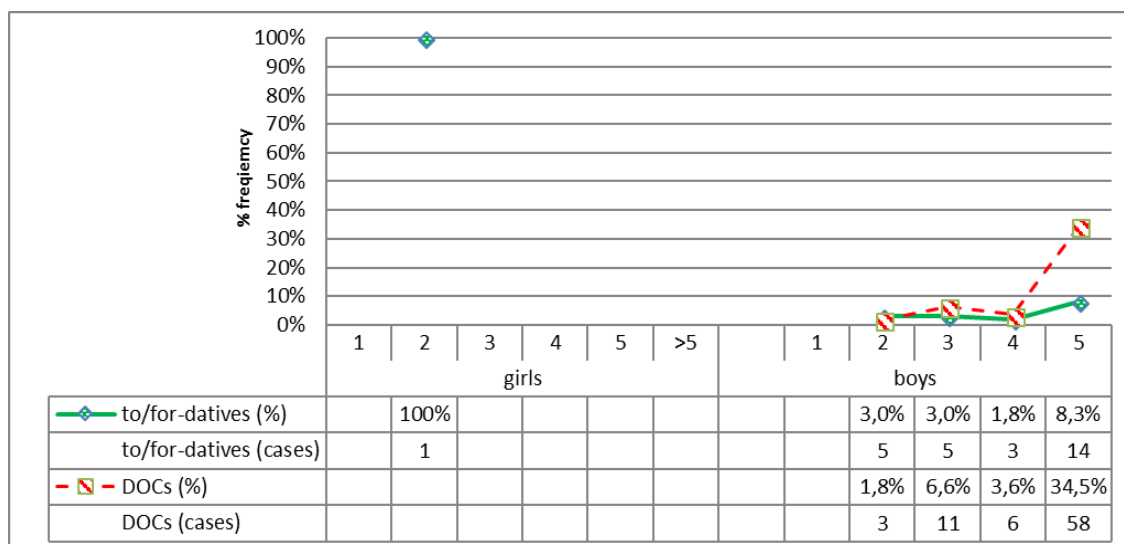 100%
90%
80%
70%
60%
50%
40%
30%
20%
10%
0%
% freqiemcy
1 2 3 4 5 >5 1 2 3 4 5
girls boys
to/for-datives (%) 100% 3,0% 3,0% 1,8% 8,3%
to/for-datives (cases) 1 5 5 3 14
DOCs (%) 1,8% 6,6% 3,6% 34,5%
DOCs (cases) 3 11 6 58